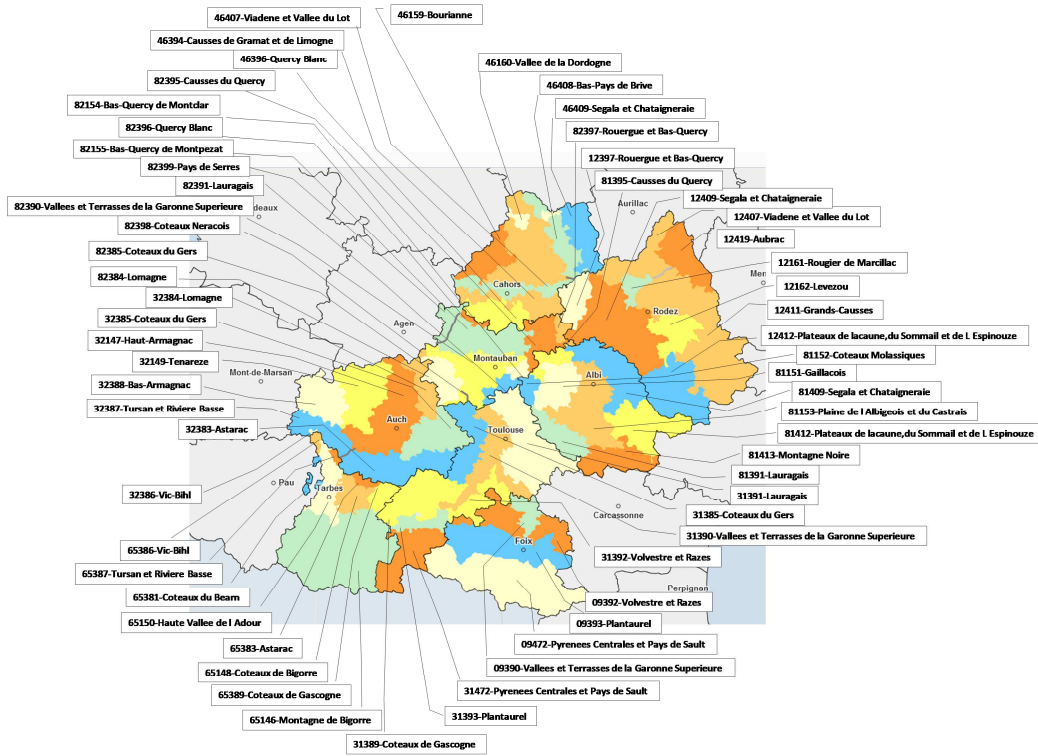 46407-Viadene et Vallee du Lot
46159-Bourianne
46394-Causses de Gramat et de Limogne
46396-Quercy Blanc
46160-Vallee de la Dordogne
82395-Causses du Quercy
46408-Bas-Pays de Brive
82154-Bas-Quercy de Montclar
46409-Segala et Chataigneraie
82396-Quercy Blanc
82397-Rouergue et Bas-Quercy
82155-Bas-Quercy de Montpezat
12397-Rouergue et Bas-Quercy
82399-Pays de Serres
81395-Causses du Quercy
82391-Lauragais
12409-Segala et Chataigneraie
82390-Vallees et Terrasses de la Garonne Superieure
deaux
Aurillac
12407-Viadene et Vallee du Lot
82398-Coteaux Neracois
12419-Aubrac
82385-Coteaux du Gers
12161-Rougier de Marcillac
82384-Lomagne
Men
Cahors
12162-Levezou
32384-Lomagne
Rodez
12411-Grands-Causses
32385-Coteaux du Gers
Agen
32147-Haut-Armagnac
12412-Plateaux de lacaune,du Sommail et de L Espinouze
32149-Tenareze
Montauban
81152-Coteaux Molassiques
Mont-de-Marsan
Albi
81151-Gaillacois
32388-Bas-Armagnac
81409-Segala et Chataigneraie
32387-Tursan et Riviere Basse
81153-Plaine de l Albigeois et du Castrais
32383-Astarac
Auch
Toulouse
81412-Plateaux de lacaune,du Sommail et de L Espinouze
81413-Montagne Noire
81391-Lauragais
Pau
Tarbes
32386-Vic-Bihl
31391-Lauragais
Carcassonne
31385-Coteaux du Gers
31390-Vallees et Terrasses de la Garonne Superieure
Foix
65386-Vic-Bihl
31392-Volvestre et Razes
65387-Tursan et Riviere Basse
Perpignan
65381-Coteaux du Bearn
09392-Volvestre et Razes
65150-Haute Vallee de l Adour
09393-Plantaurel
65383-Astarac
09472-Pyrenees Centrales et Pays de Sault
65148-Coteaux de Bigorre
09390-Vallees et Terrasses de la Garonne Superieure
65389-Coteaux de Gascogne
31472-Pyrenees Centrales et Pays de Sault
65146-Montagne de Bigorre
31393-Plantaurel
31389-Coteaux de Gascogne